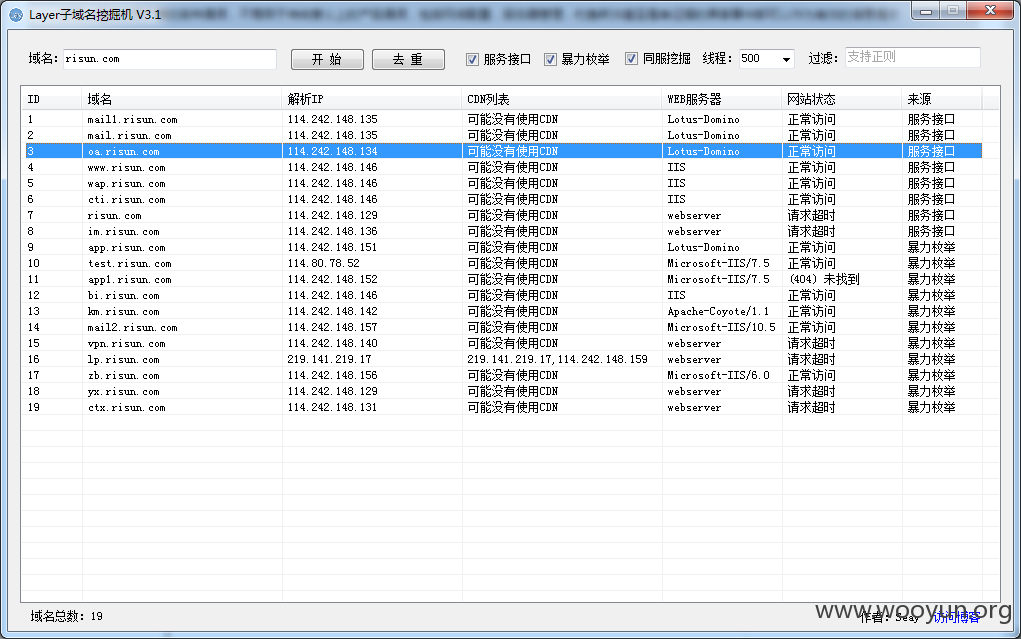 Layer子域名挖掘机 V3.1
域名: risun.com 开 始 去 重 服务接口 暴力枚举 同服挖掘 线程: 500 过滤: 支持正则
ID 域名 解析IP CDN列表 WEB服务器 网站状态 来源
1 mail1.risun.com 114.242.148.135 可能没有使用CDN Lotus-Domino 正常访问 服务接口
2 mail.risun.com 114.242.148.135 可能没有使用CDN Lotus-Domino 正常访问 服务接口
3 oa.risun.com 114.242.148.134 可能没有使用CDN Lotus-Domino 正常访问 服务接口
4 www.risun.com 114.242.148.146 可能没有使用CDN IIS 正常访问 服务接口
5 wap.risun.com 114.242.148.146 可能没有使用CDN IIS 正常访问 服务接口
6 cti.risun.com 114.242.148.146 可能没有使用CDN IIS 正常访问 服务接口
7 risun.com 114.242.148.129 可能没有使用CDN webserver 请求超时 服务接口
8 im.risun.com 114.242.148.136 可能没有使用CDN webserver 请求超时 服务接口
9 app.risun.com 114.242.148.151 可能没有使用CDN Lotus-Domino 正常访问 暴力枚举
10 test.risun.com 114.80.78.52 可能没有使用CDN Microsoft-IIS/7.5 正常访问 暴力枚举
11 app1.risun.com 114.242.148.152 可能没有使用CDN Microsoft-IIS/7.5 (404) 未找到 暴力枚举
12 bi.risun.com 114.242.148.146 可能没有使用CDN IIS 正常访问 暴力枚举
13 km.risun.com 114.242.148.142 可能没有使用CDN Apache-Coyote/1.1 正常访问 暴力枚举
14 mail2.risun.com 114.242.148.157 可能没有使用CDN Microsoft-IIS/10.5 正常访问 暴力枚举
15 vpn.risun.com 114.242.148.140 可能没有使用CDN webserver 请求超时 暴力枚举
16 lp.risun.com 219.141.219.17 219.141.219.17,114.242.148.159 webserver 请求超时 暴力枚举
17 zb.risun.com 114.242.148.156 可能没有使用CDN Microsoft-IIS/6.0 正常访问 暴力枚举
18 yx.risun.com 114.242.148.129 可能没有使用CDN webserver 请求超时 暴力枚举
19 ctx.risun.com 114.242.148.131 可能没有使用CDN webserver 请求超时 暴力枚举
域名总数: 19 作者: Seay 访问博客
www.wooyun.org